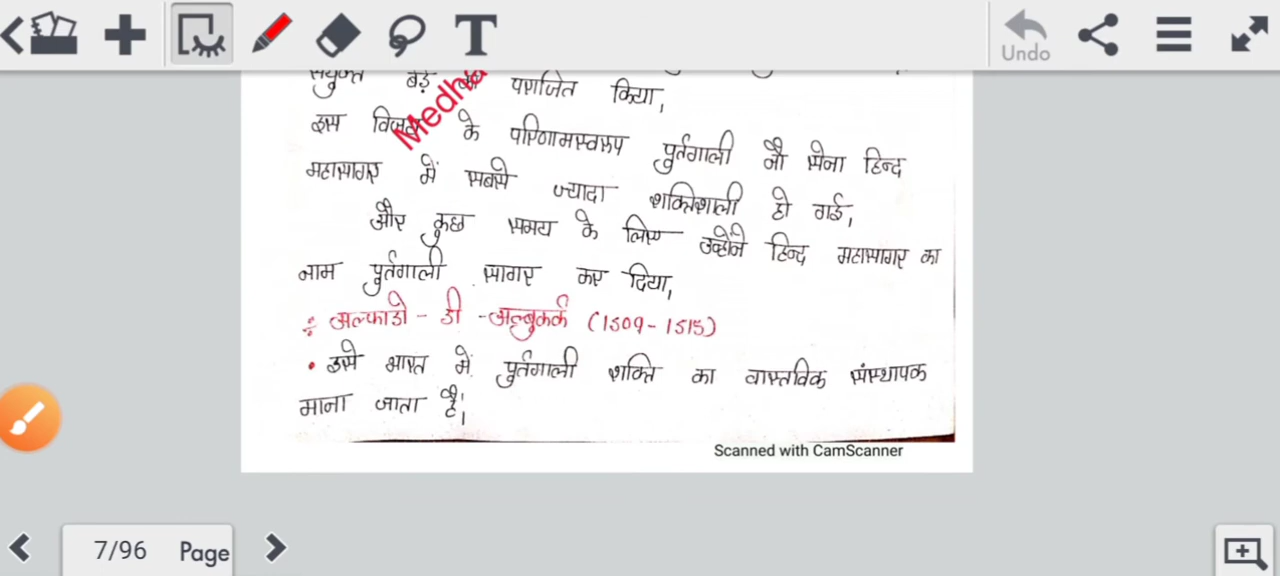 Undo
संयुक्त बेड़े को पराजित किया,
Medha
इस विजय के परिणामस्वरूप पुर्तगाली नौ सेना हिन्द
महासागर में सबसे ज्यादा शक्तिशाली हो गई,
और कुछ समय के लिए उन्होंने हिन्द महासागर का
नाम पुर्तगाली सागर कर दिया,
अल्फाडो - डी - अल्बुकर्क (1509 - 1515)
• इसे भारत में पुर्तगाली शक्ति का वास्तविक संस्थापक
माना जाता है।
Scanned with CamScanner
7/96 Page